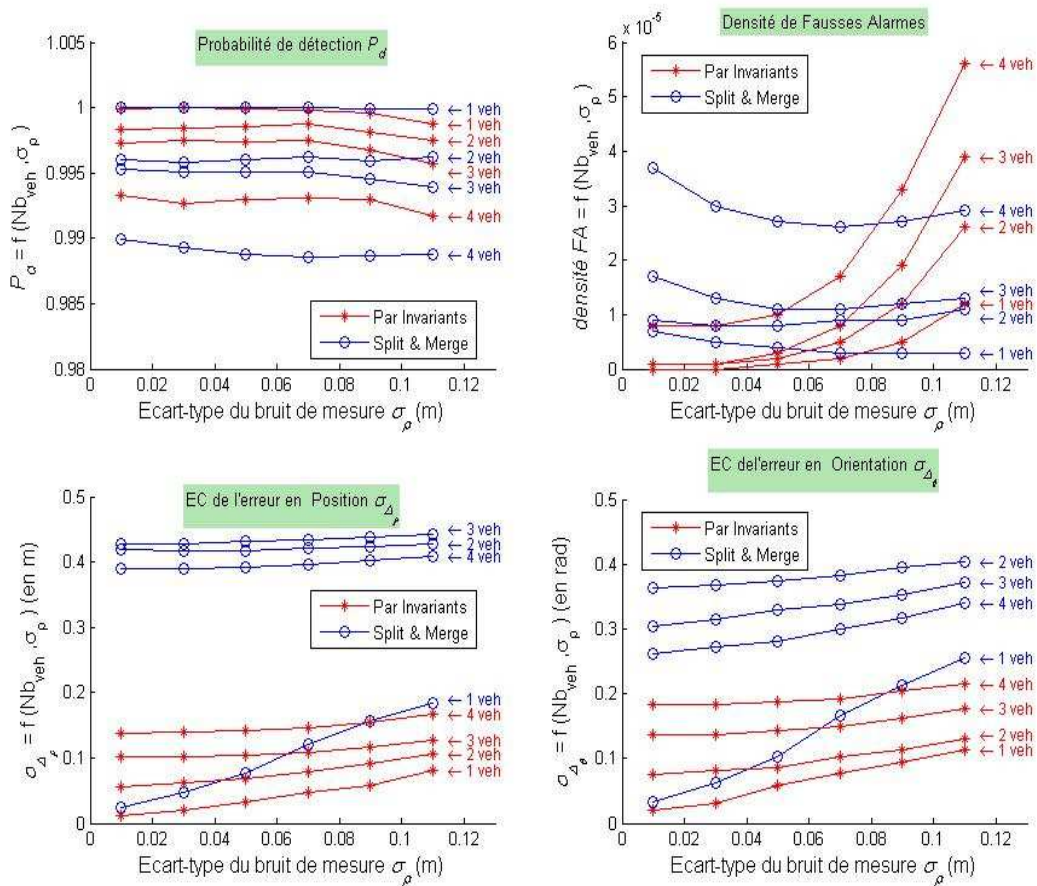 Probabilité de détection P_d
1.005
1
0.995
0.99
0.985
0.98
P_d = f (Nb_veh , σ_ρ)
← 1 veh
← 1 veh
← 2 veh
← 2 veh
← 3 veh
← 3 veh
← 4 veh
← 4 veh
Par Invariants
Split & Merge
0 0.02 0.04 0.06 0.08 0.1 0.12
Ecart-type du bruit de mesure σ_ρ (m)
Densité de Fausses Alarmes
x 10^-5
6
5
4
3
2
1
0
densité FA = f (Nb_veh , σ_ρ)
Par Invariants
Split & Merge
← 4 veh
← 3 veh
← 4 veh
← 2 veh
← 3 veh
← 1 veh
← 2 veh
← 1 veh
0 0.02 0.04 0.06 0.08 0.1 0.12
Ecart-type du bruit de mesure σ_ρ (m)
EC de l'erreur en Position σ_Δ_ρ
0.5
0.4
0.3
0.2
0.1
0
σ_Δ_ρ = f (Nb_veh , σ_ρ ) (en m)
← 3 veh
← 2 veh
← 4 veh
Par Invariants
Split & Merge
← 1 veh
← 4 veh
← 3 veh
← 2 veh
← 1 veh
0 0.02 0.04 0.06 0.08 0.1 0.12
Ecart-type du bruit de mesure σ_ρ (m)
EC del'erreur en Orientation σ_Δ_θ
0.5
0.4
0.3
0.2
0.1
0
σ_Δ_θ = f (Nb_veh , σ_ρ ) (en rad)
Par Invariants
Split & Merge
← 2 veh
← 3 veh
← 4 veh
← 1 veh
← 4 veh
← 3 veh
← 2 veh
← 1 veh
0 0.02 0.04 0.06 0.08 0.1 0.12
Ecart-type du bruit de mesure σ_ρ (m)